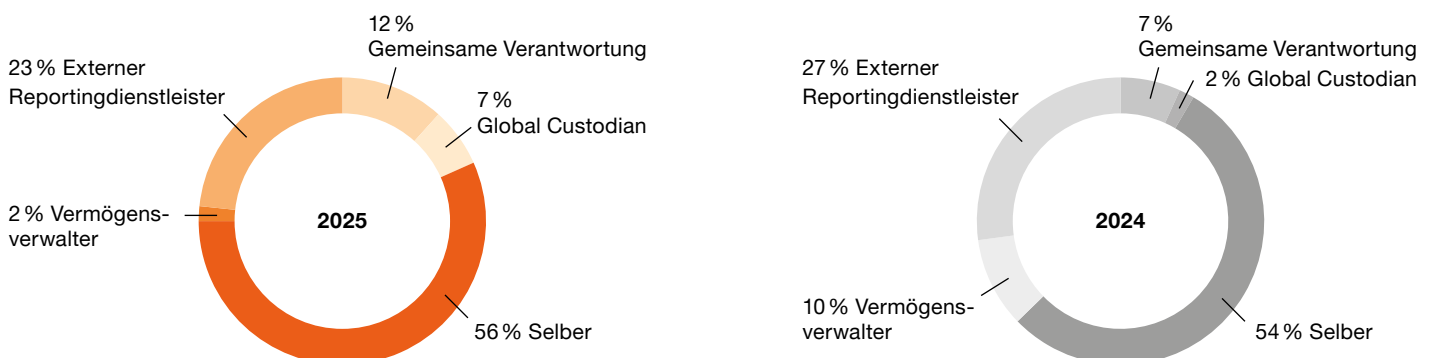 12 %
Gemeinsame Verantwortung
23 % Externer
Reportingdienstleister
7 %
Global Custodian
2 % Vermögens-
verwalter
2025
56 % Selber
7 %
Gemeinsame Verantwortung
27 % Externer
Reportingdienstleister
2 % Global Custodian
2024
10 % Vermögens-
verwalter
54 % Selber